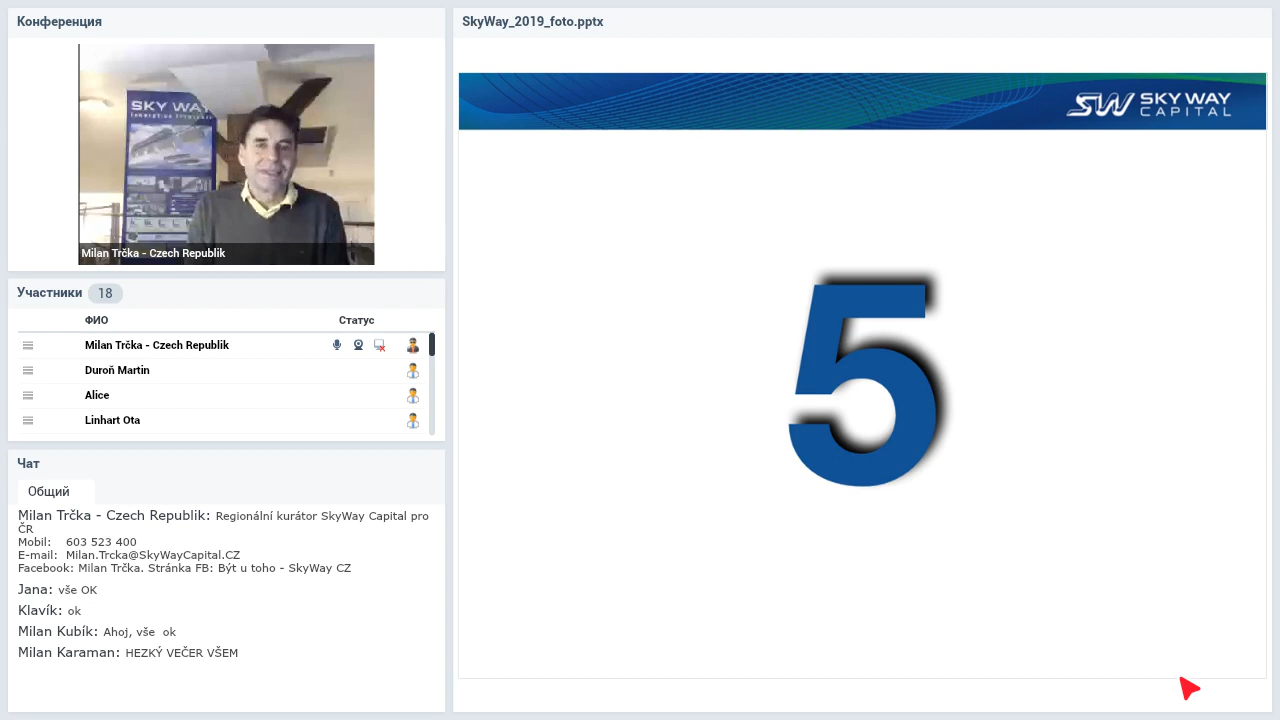 Конференция
SKY WAY
Milan Trčka - Czech Republik
Участники 18
ФИО Статус
Milan Trčka - Czech Republik
Duroň Martin
Alice
Linhart Ota
Чат
Общий
Milan Trčka - Czech Republik: Regionální kurátor SkyWay Capital pro
ČR
Mobil: 603 523 400
E-mail: Milan.Trcka@SkyWayCapital.CZ
Facebook: Milan Trčka. Stránka FB: Být u toho - SkyWay CZ
Jana: vše OK
Klavík: ok
Milan Kubík: Ahoj, vše ok
Milan Karaman: HEZKÝ VEČER VŠEM
SkyWay_2019_foto.pptx
SW SKY WAY
CAPITAL
5